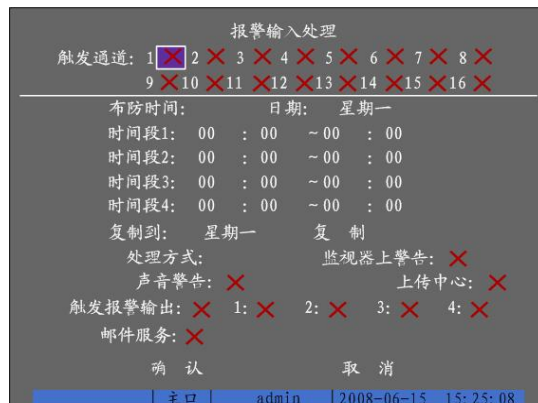 报警输入处理
触发通道: 1 2 3 4 5 6 7 8
9 10 11 12 13 14 15 16
布防时间: 日期: 星期一
时间段1: 00 : 00 ~ 00 : 00
时间段2: 00 : 00 ~ 00 : 00
时间段3: 00 : 00 ~ 00 : 00
时间段4: 00 : 00 ~ 00 : 00
复制到: 星期一 复 制
处理方式: 监视器上警告:
声音警告: 上传中心:
触发报警输出: 1: 2: 3: 4:
邮件服务:
确 认 取 消
主口 admin 2008-06-15 15:25:08